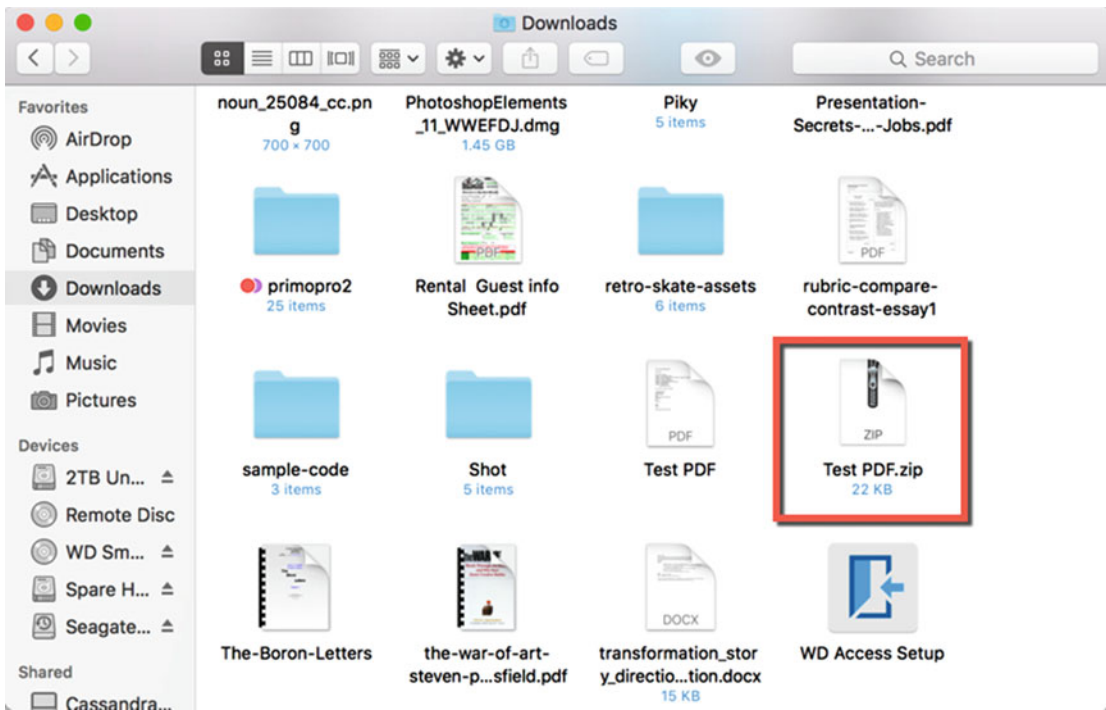 Downloads
Search
Favorites
AirDrop
Applications
Desktop
Documents
Downloads
Movies
Music
Pictures
Devices
2TB Un...
Remote Disc
WD Sm...
Spare H...
Seagate...
Shared
Cassandra...
noun_25084_cc.pn
g
700 × 700
PhotoshopElements
_11_WWEFDJ.dmg
1.45 GB
Piky
5 items
Presentation-
Secrets-...-Jobs.pdf
primopro2
25 items
PDF
Rental Guest info
Sheet.pdf
retro-skate-assets
6 items
PDF
rubric-compare-
contrast-essay1
sample-code
3 items
Shot
5 items
PDF
Test PDF
ZIP
Test PDF.zip
22 KB
The-Boron-Letters
the-war-of-art-
steven-p...sfield.pdf
DOCX
transformation_stor
y_directio...tion.docx
15 KB
WD Access Setup